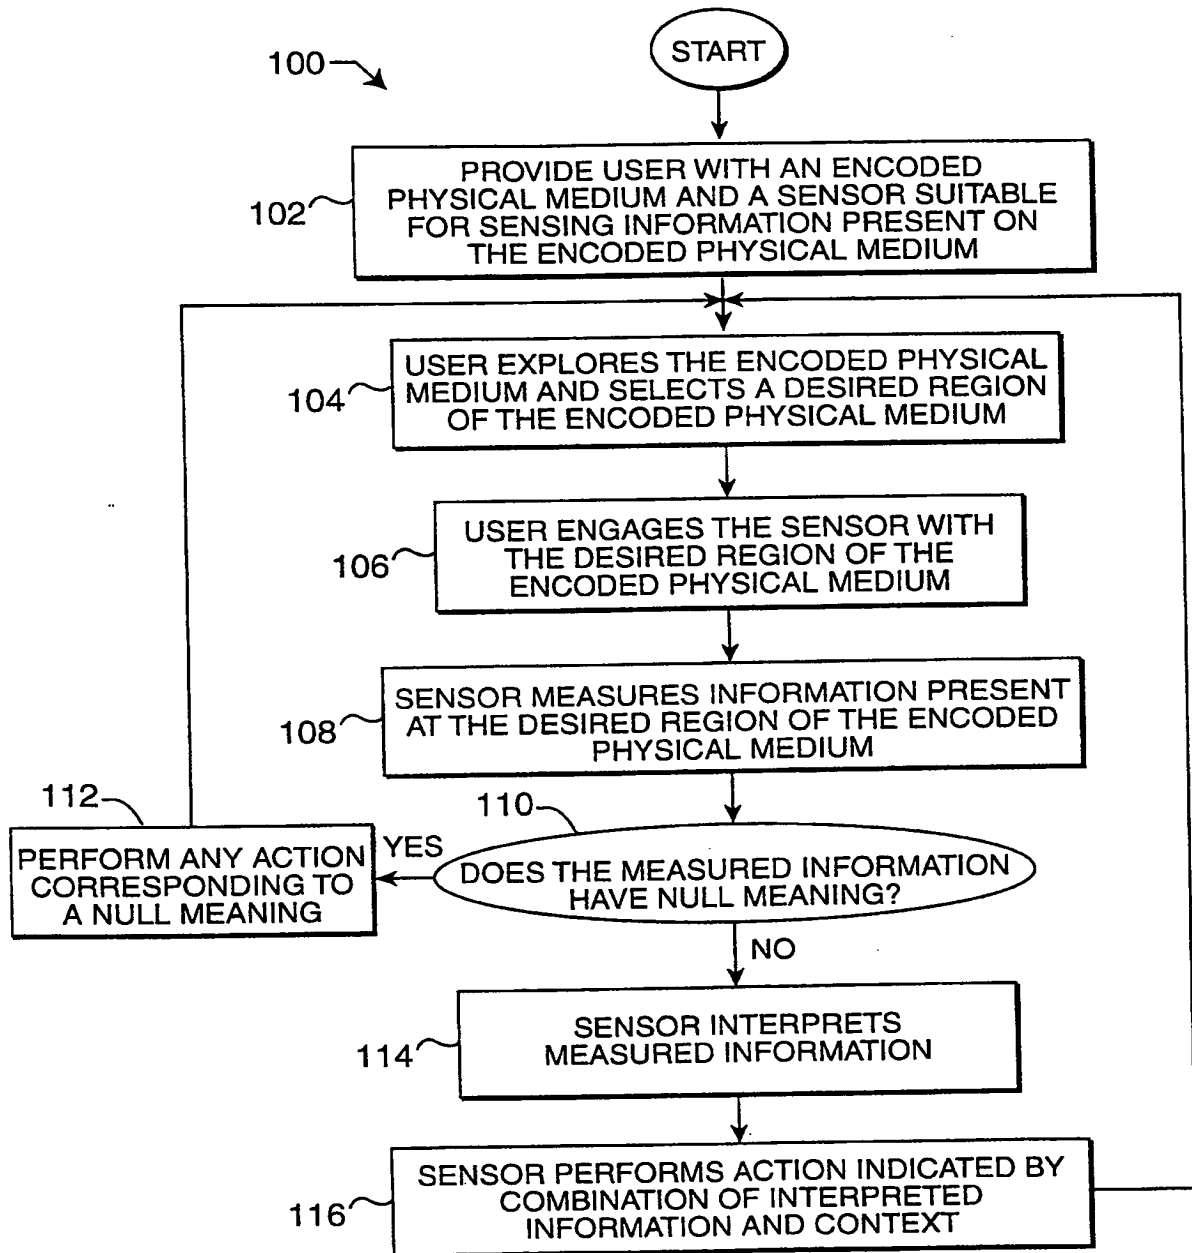 START
100
PROVIDE USER WITH AN ENCODED
PHYSICAL MEDIUM AND A SENSOR SUITABLE
FOR SENSING INFORMATION PRESENT ON
THE ENCODED PHYSICAL MEDIUM
102
USER EXPLORES THE ENCODED PHYSICAL
MEDIUM AND SELECTS A DESIRED REGION
OF THE ENCODED PHYSICAL MEDIUM
104
USER ENGAGES THE SENSOR WITH
THE DESIRED REGION OF THE
ENCODED PHYSICAL MEDIUM
106
SENSOR MEASURES INFORMATION PRESENT
AT THE DESIRED REGION OF THE ENCODED
PHYSICAL MEDIUM
108
110
DOES THE MEASURED INFORMATION
HAVE NULL MEANING?
YES
112
PERFORM ANY ACTION
CORRESPONDING TO
A NULL MEANING
NO
SENSOR INTERPRETS
MEASURED INFORMATION
114
SENSOR PERFORMS ACTION INDICATED BY
COMBINATION OF INTERPRETED
INFORMATION AND CONTEXT
116